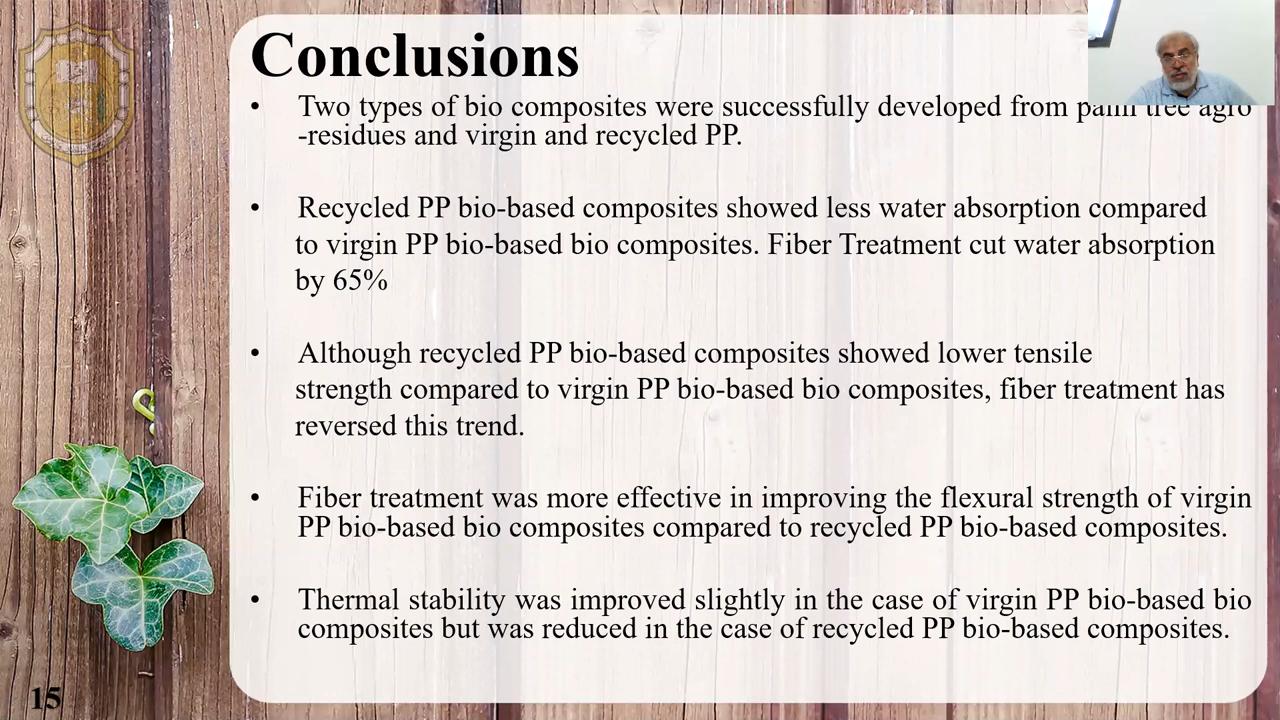 Conclusions
• Two types of bio composites were successfully developed from palm tree agro
-residues and virgin and recycled PP.
• Recycled PP bio-based composites showed less water absorption compared
to virgin PP bio-based bio composites. Fiber Treatment cut water absorption
by 65%
• Although recycled PP bio-based composites showed lower tensile
strength compared to virgin PP bio-based bio composites, fiber treatment has
reversed this trend.
• Fiber treatment was more effective in improving the flexural strength of virgin
PP bio-based bio composites compared to recycled PP bio-based composites.
• Thermal stability was improved slightly in the case of virgin PP bio-based bio
composites but was reduced in the case of recycled PP bio-based composites.
15